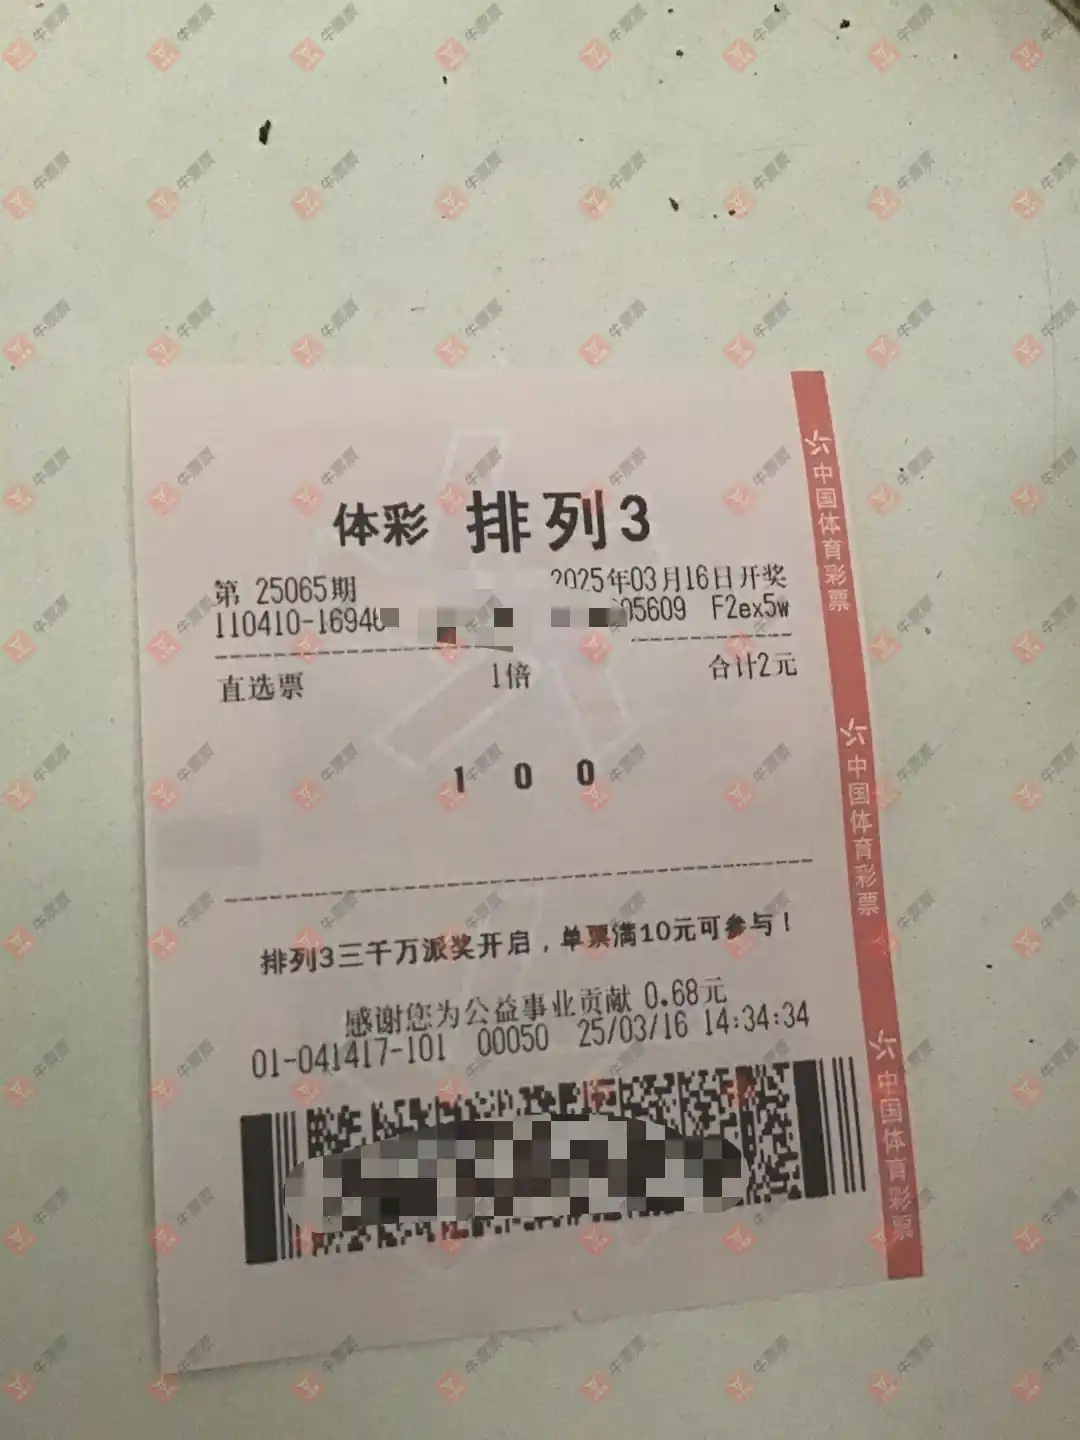 体彩 排列3
第 25065期 2025年03月16日开奖
110410-16946 05609 F2ex5w
直选票 1倍 合计2元
1 0 0
排列3三千万派奖开启，单票满10元可参与！
感谢您为公益事业贡献 0.68元
01-041417-101 00050 25/03/16 14:34:34
中国体育彩票
中国体育彩票
中国体育彩票
牛票票